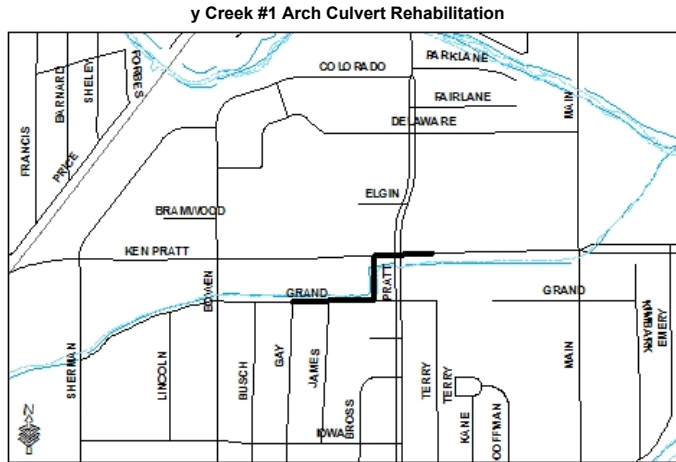 y Creek #1 Arch Culvert Rehabilitation
COLORADO
PARKLANE
FORBES
SHELEY
BARNARD
FRANCIS
PRICE
FAIRLANE
MAIN
DELAWARE
ELGIN
BRAMWOOD
KEN PRATT
BOWEN
GRAND
PRATT
GRAND
KIMBARK
EMERY
SHERMAN
LINCOLN
BUSCH
GAY
JAMES
BROSS
IOWA
TERRY
TERRY
KANE
COFFMAN
MAIN
N